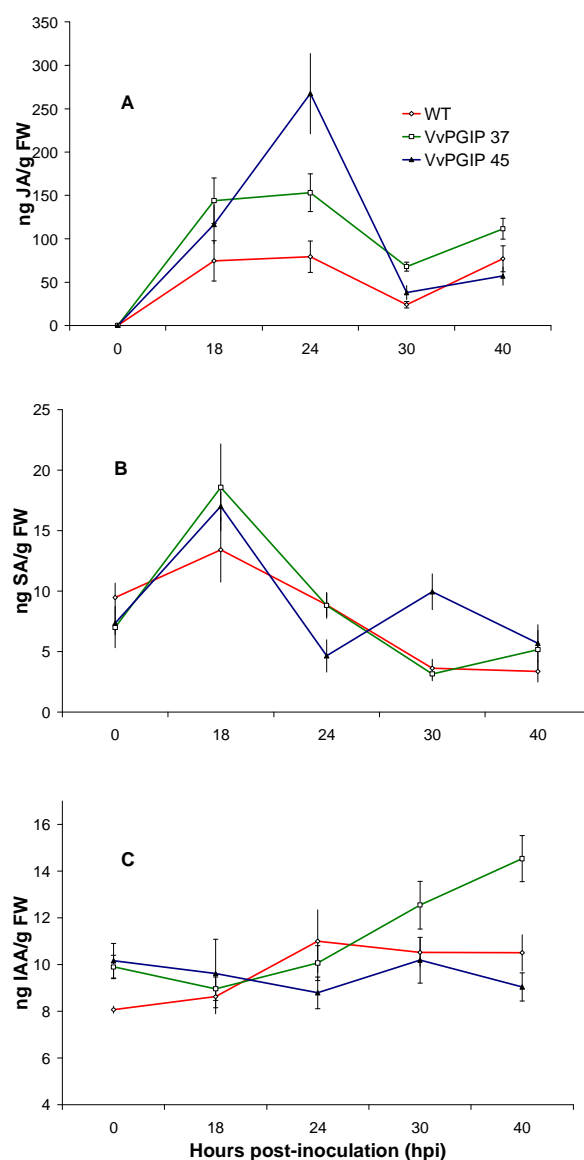 350
300
250
200
150
100
50
0
ng JA/g FW
A
WT
VvPGIP 37
VvPGIP 45
0 18 24 30 40
25
20
15
10
5
0
ng SA/g FW
B
0 18 24 30 40
16
14
12
10
8
6
4
ng IAA/g FW
C
0 18 24 30 40
Hours post-inoculation (hpi)